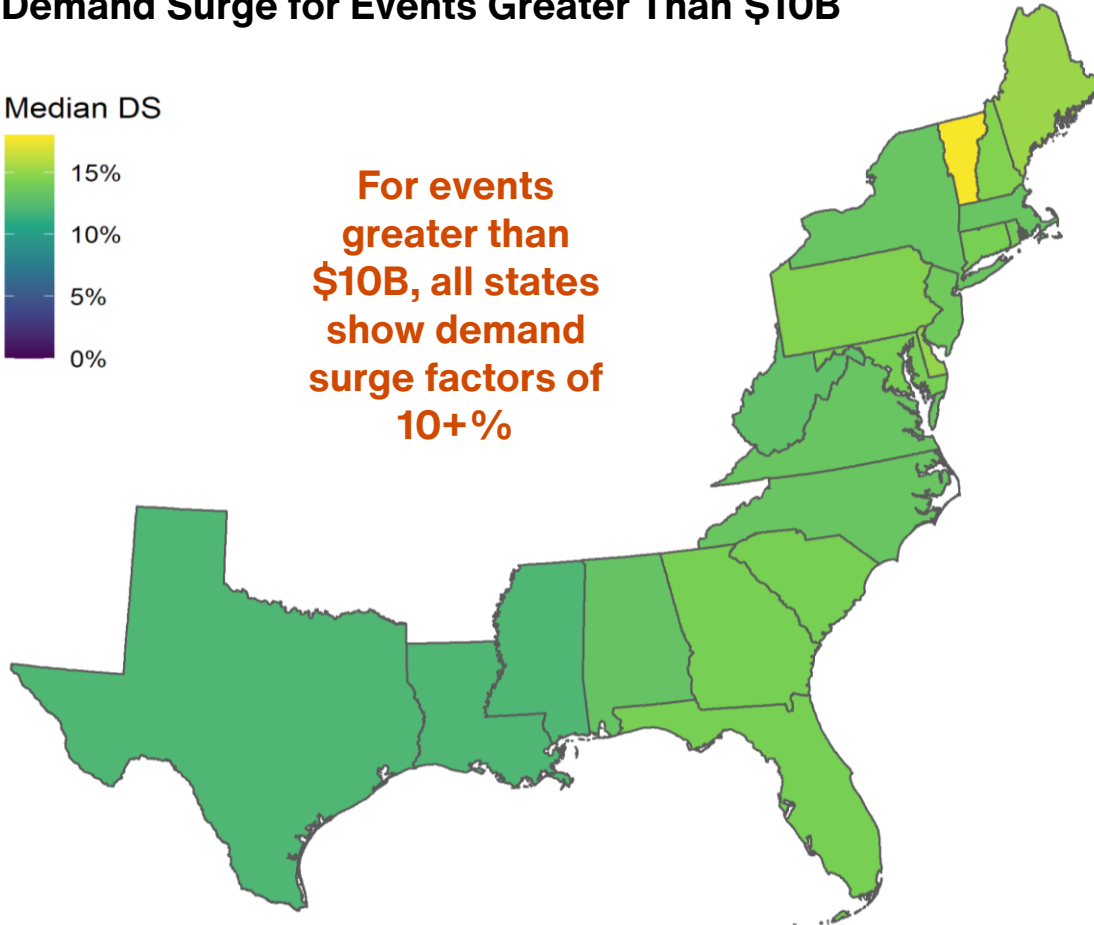 Demand Surge for Events Greater Than $10B
Median DS
15%
10%
5%
0%
For events
greater than
$10B, all states
show demand
surge factors of
10+%